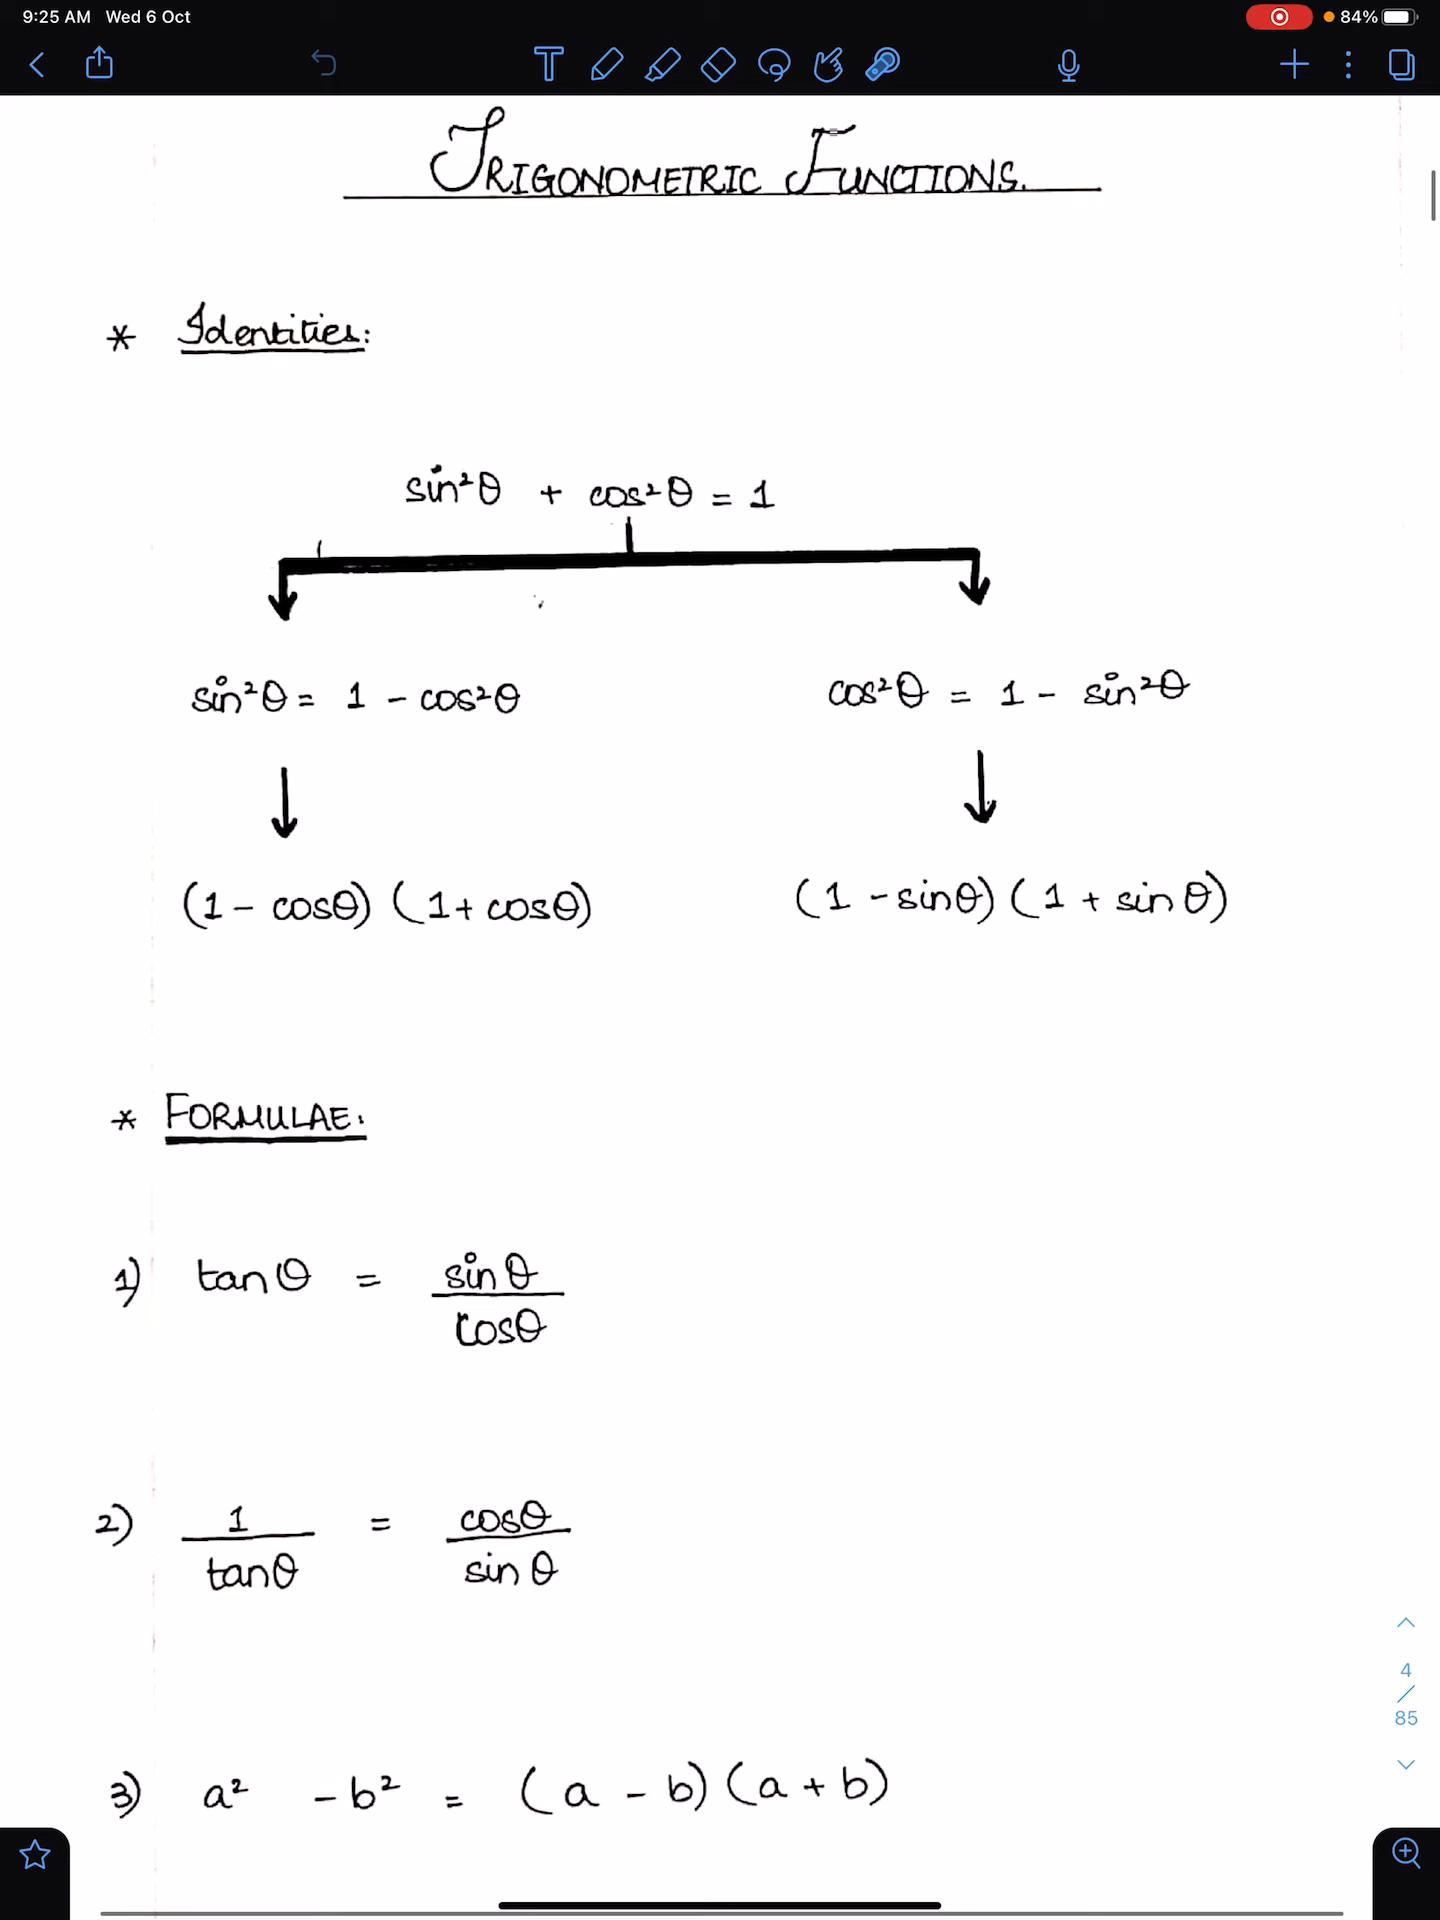 9:25 AM Wed 6 Oct 84%
TRIGONOMETRIC FUNCTIONS.
* Identities:
sin²θ + cos²θ = 1
sin²θ = 1 - cos²θ cos²θ = 1 - sin²θ
(1 - cosθ) (1 + cosθ) (1 - sinθ) (1 + sinθ)
* FORMULAE.
1) tanθ = sinθ
cosθ
2) 1 = cosθ
tanθ sinθ
4
/
85
3) a² - b² = (a - b) (a + b)